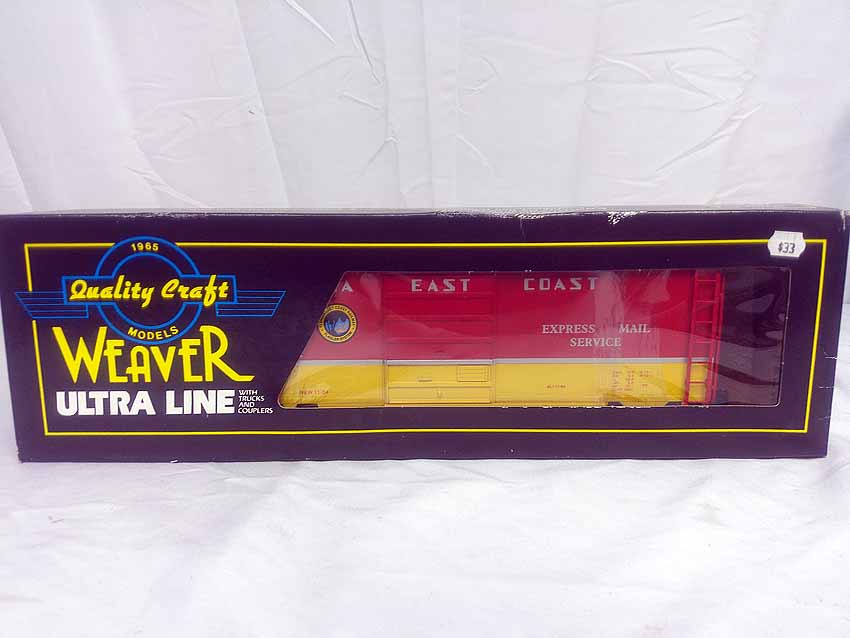 1965
Quality Craft
MODELS
WEAVER
ULTRA LINE
WITH
TRUCKS
AND
COUPLERS
$33
A EAST COAST
EXPRESS MAIL
SERVICE